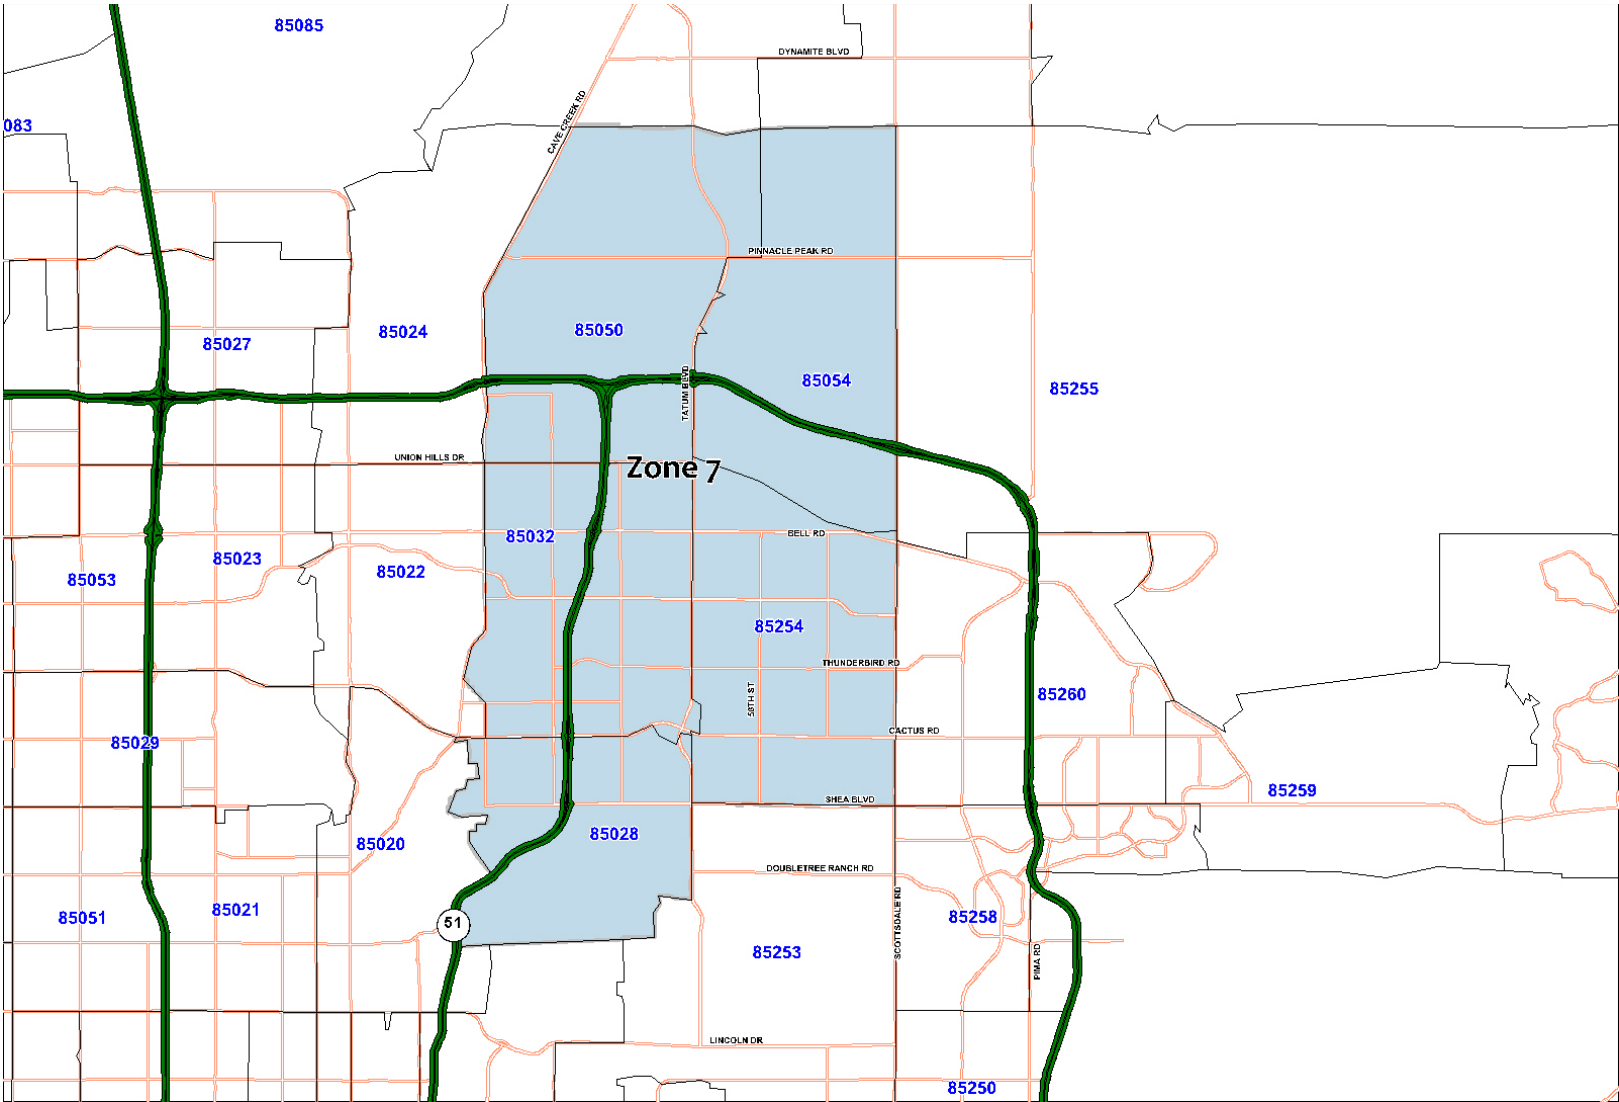 85085
DYNAMITE BLVD
CAVE CREEK RD
083
PINNACLE PEAK RD
85050
85024
85027
85054
85255
TATUM BLVD
UNION HILLS DR
Zone 7
85032
BELL RD
85023
85022
85053
85254
THUNDERBIRD RD
85260
56TH ST
CACTUS RD
85029
85259
SHEA BLVD
85028
85020
DOUBLETREE RANCH RD
85021
85051
51
SCOTTSDALE RD
85258
85253
PIMA RD
LINCOLN DR
85250